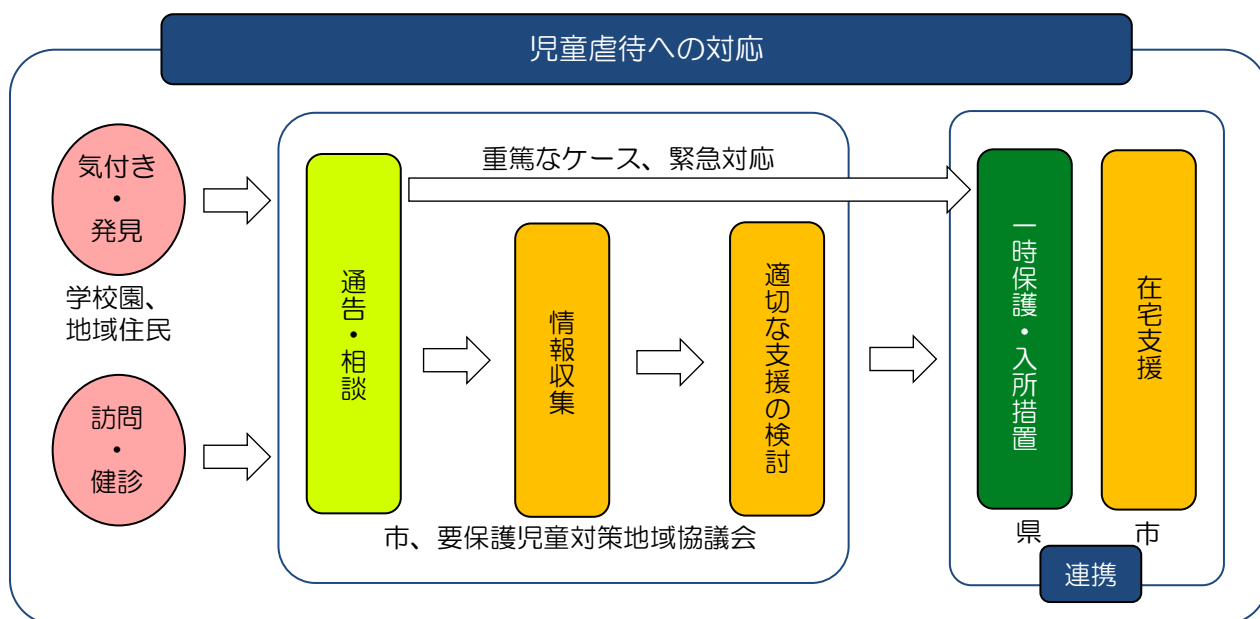 児童虐待への対応
気付き
・
発見
学校園、
地域住民
訪問
・
健診
重篤なケース、緊急対応
通告・相談
情報収集
適切な支援の検討
市、要保護児童対策地域協議会
一時保護・入所措置
在宅支援
県
市
連携